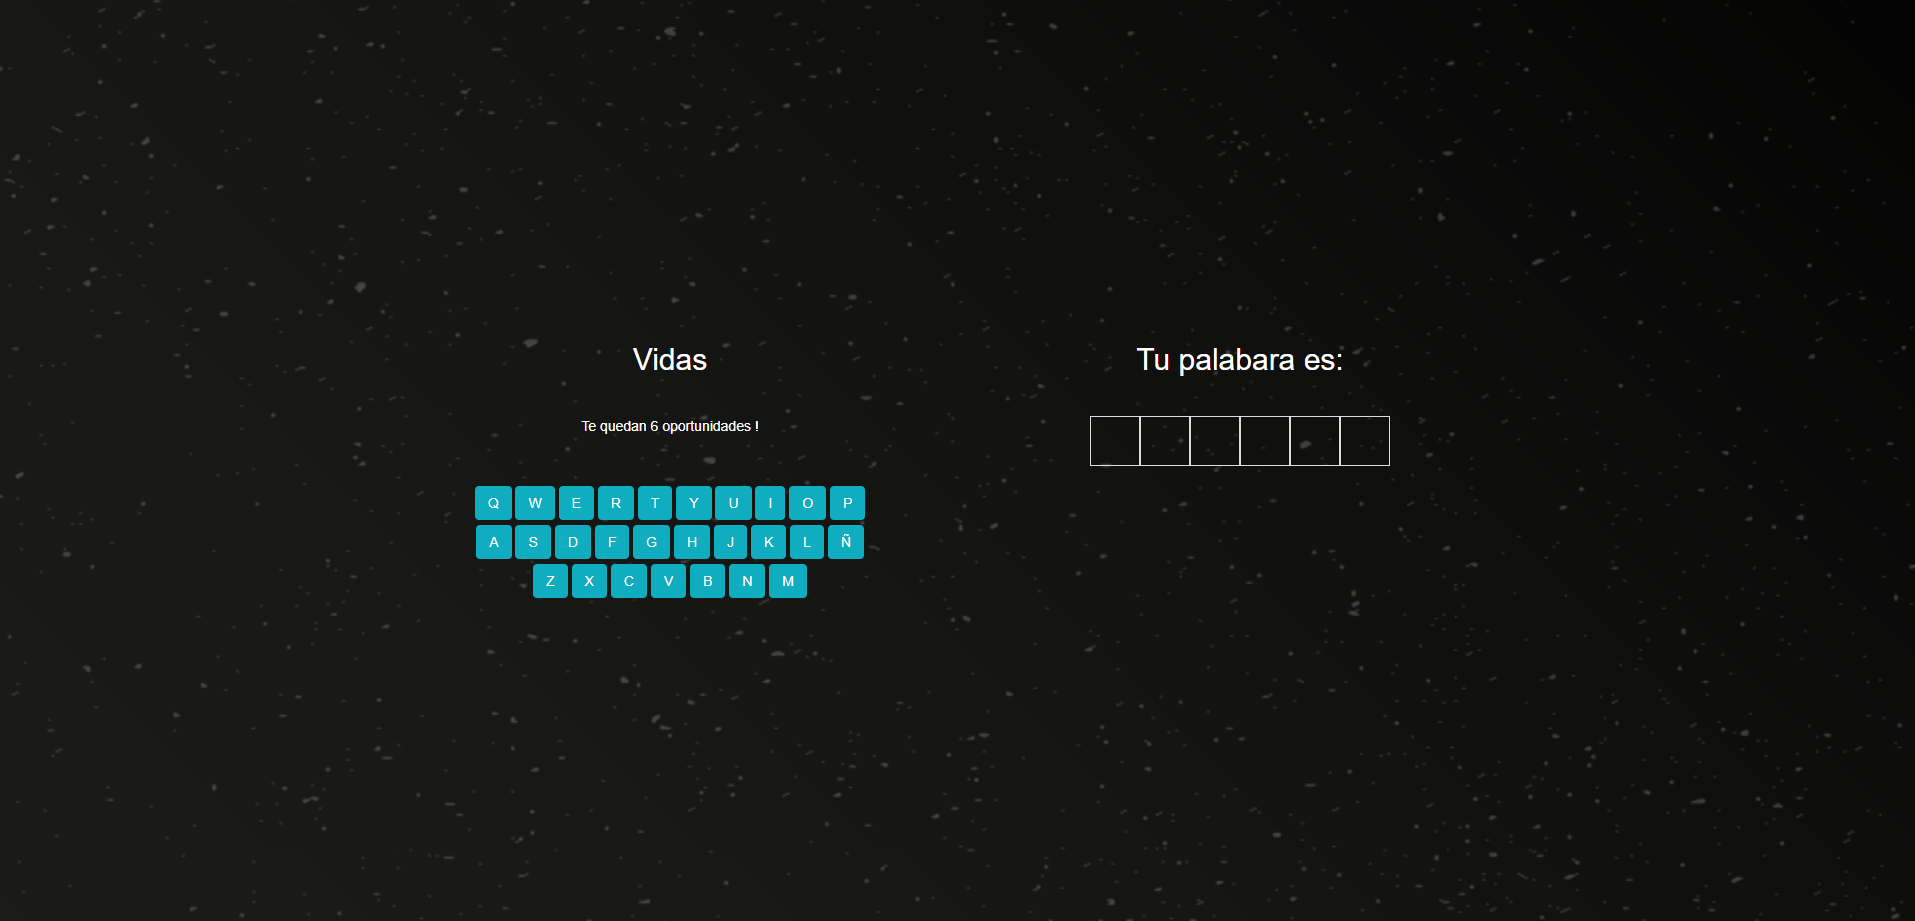 Vidas
Te quedan 6 oportunidades !
Q W E R T Y U I O P
A S D F G H J K L Ñ
Z X C V B N M
Tu palabara es: